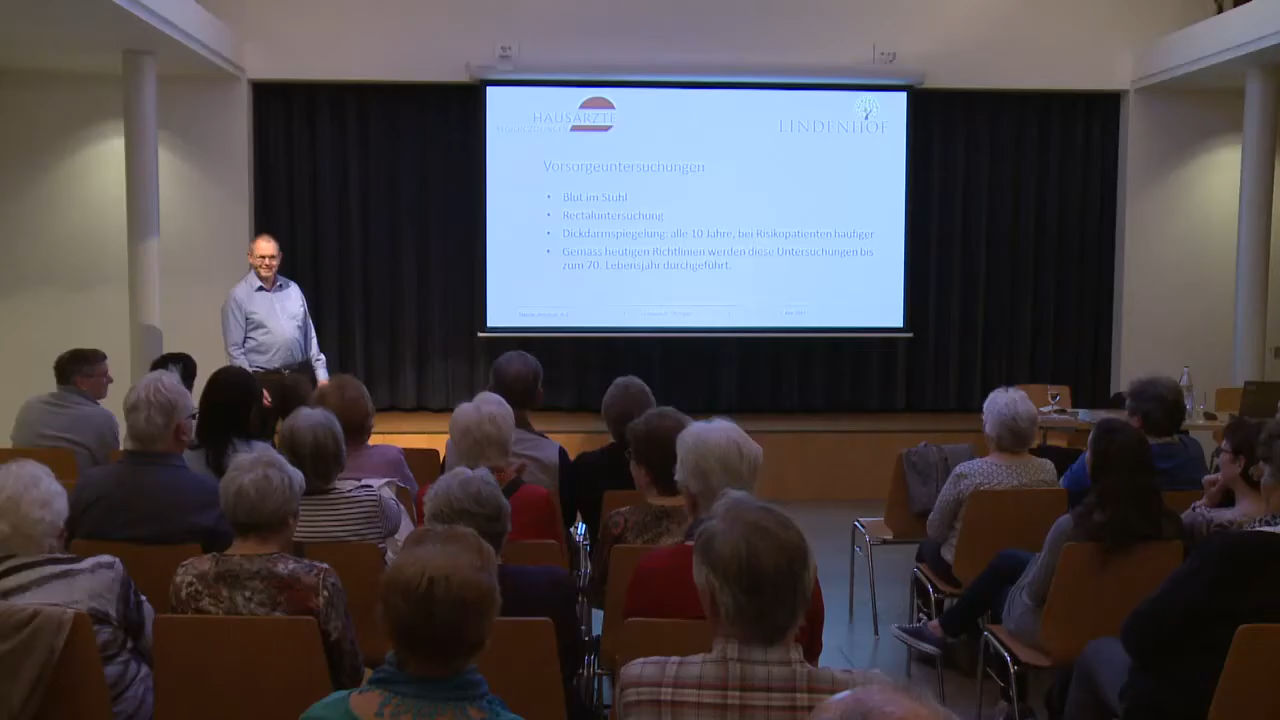 HAUSÄRZTE
LINDENHOF
Vorsorgeuntersuchungen
• Blut im Stuhl
• Rectaluntersuchung
• Dickdarmspiegelung: alle 10 Jahre, bei Risikopatienten häufiger
• Gemäss heutigen Richtlinien werden diese Untersuchungen bis
zum 70. Lebensjahr durchgeführt.